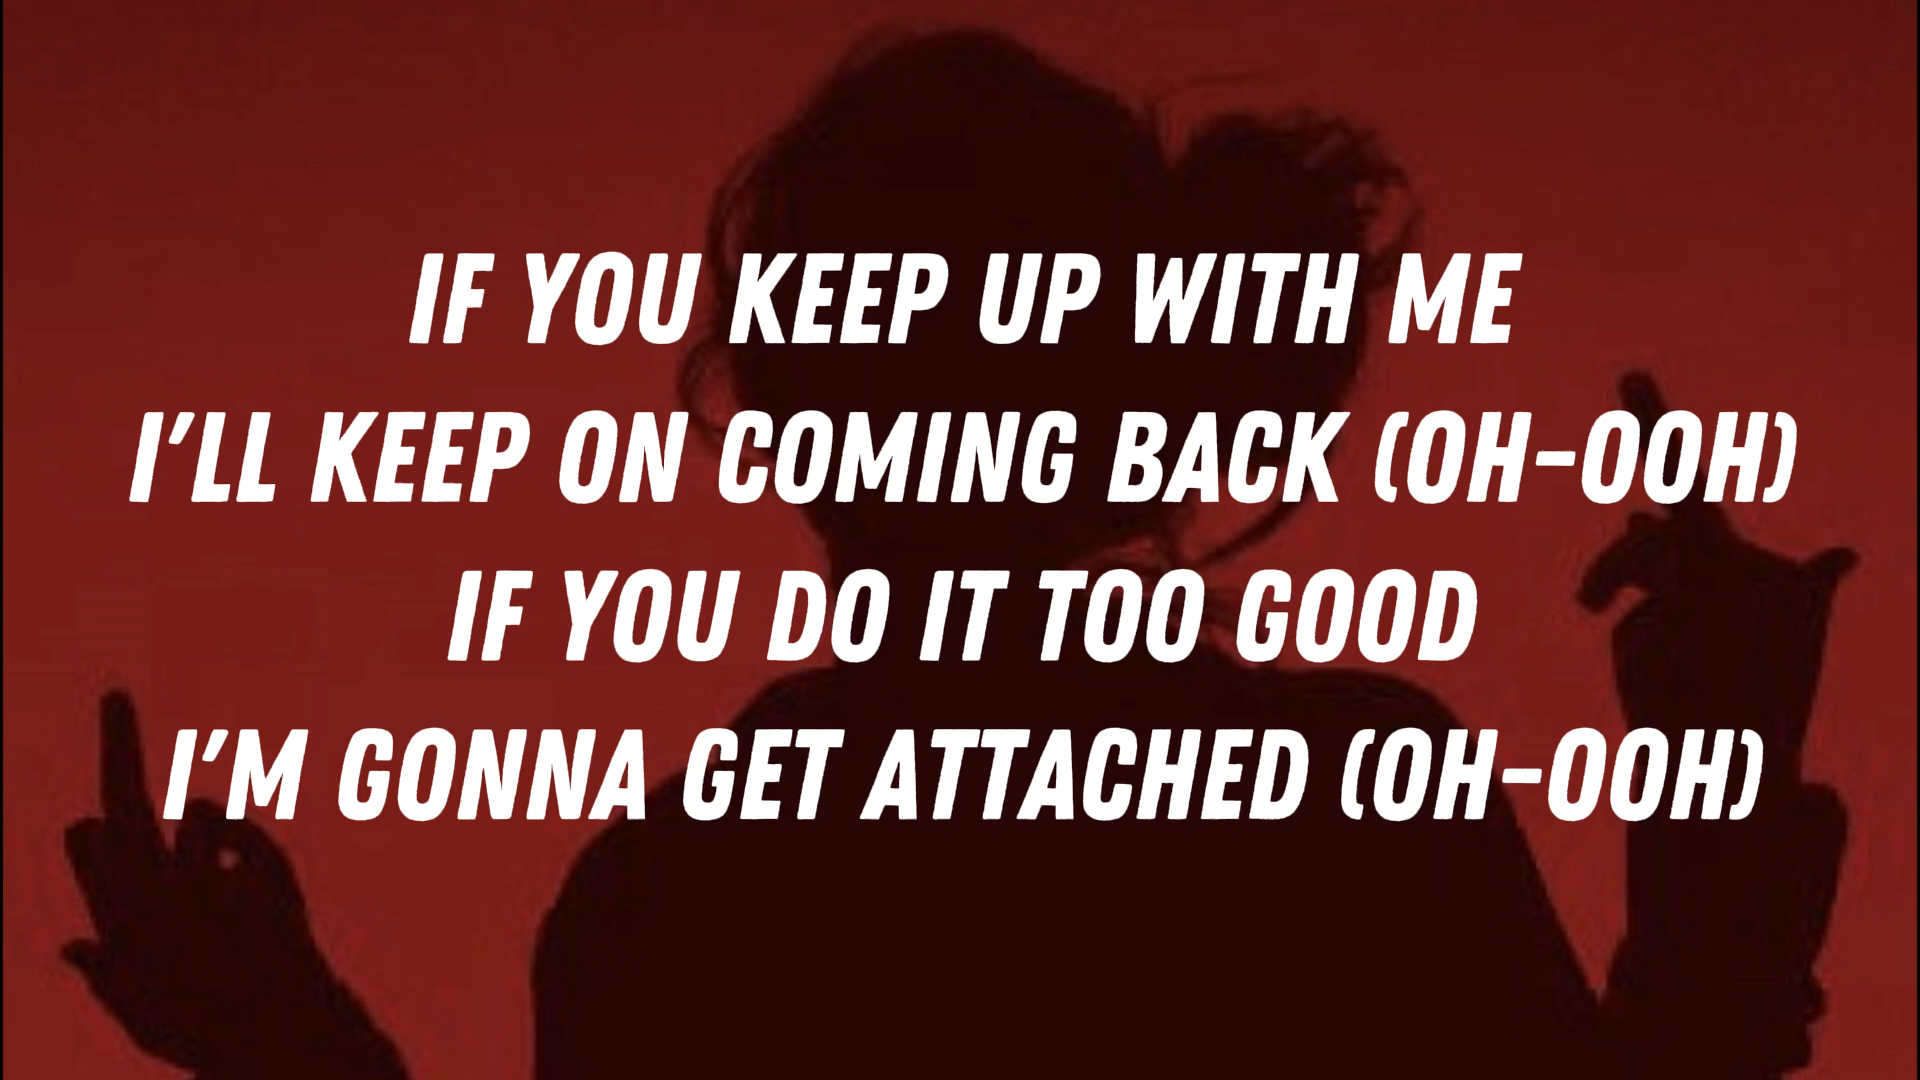 IF YOU KEEP UP WITH ME
I'LL KEEP ON COMING BACK (OH-OOH)
IF YOU DO IT TOO GOOD
I'M GONNA GET ATTACHED (OH-OOH)